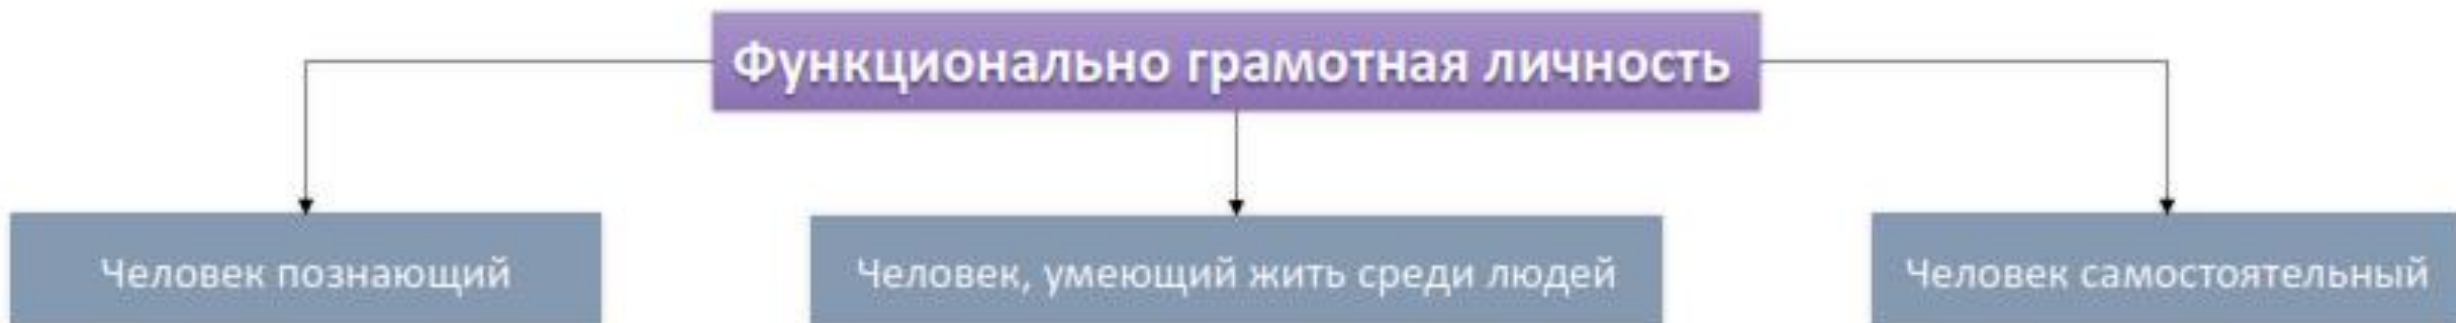 Функционально грамотная личность
Человек познающий
Человек, умеющий жить среди людей
Человек самостоятельный